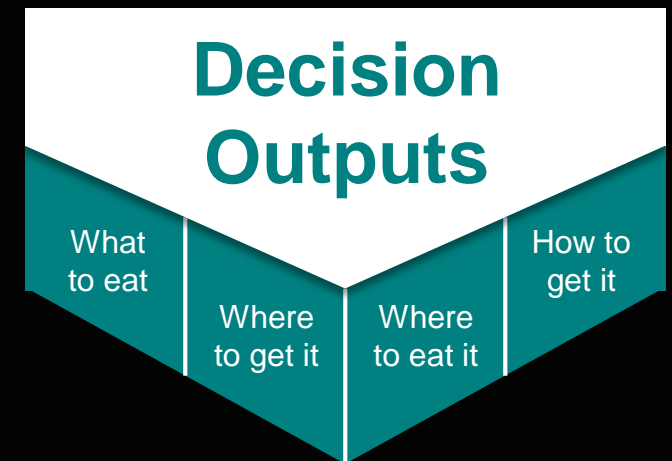 Decision
Outputs
What
to eat
Where
to get it
Where
to eat it
How to
get it